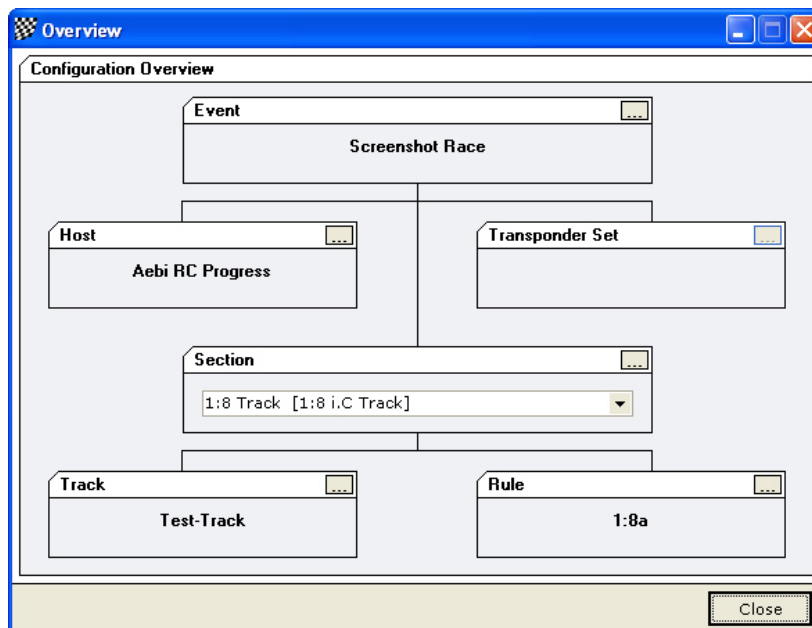 Overview
Configuration Overview
Event ...
Screenshot Race
Host ...
Aebi RC Progress
Transponder Set ...
Section ...
1:8 Track [1:8 i.C Track]
Track ...
Test-Track
Rule ...
1:8a
Close